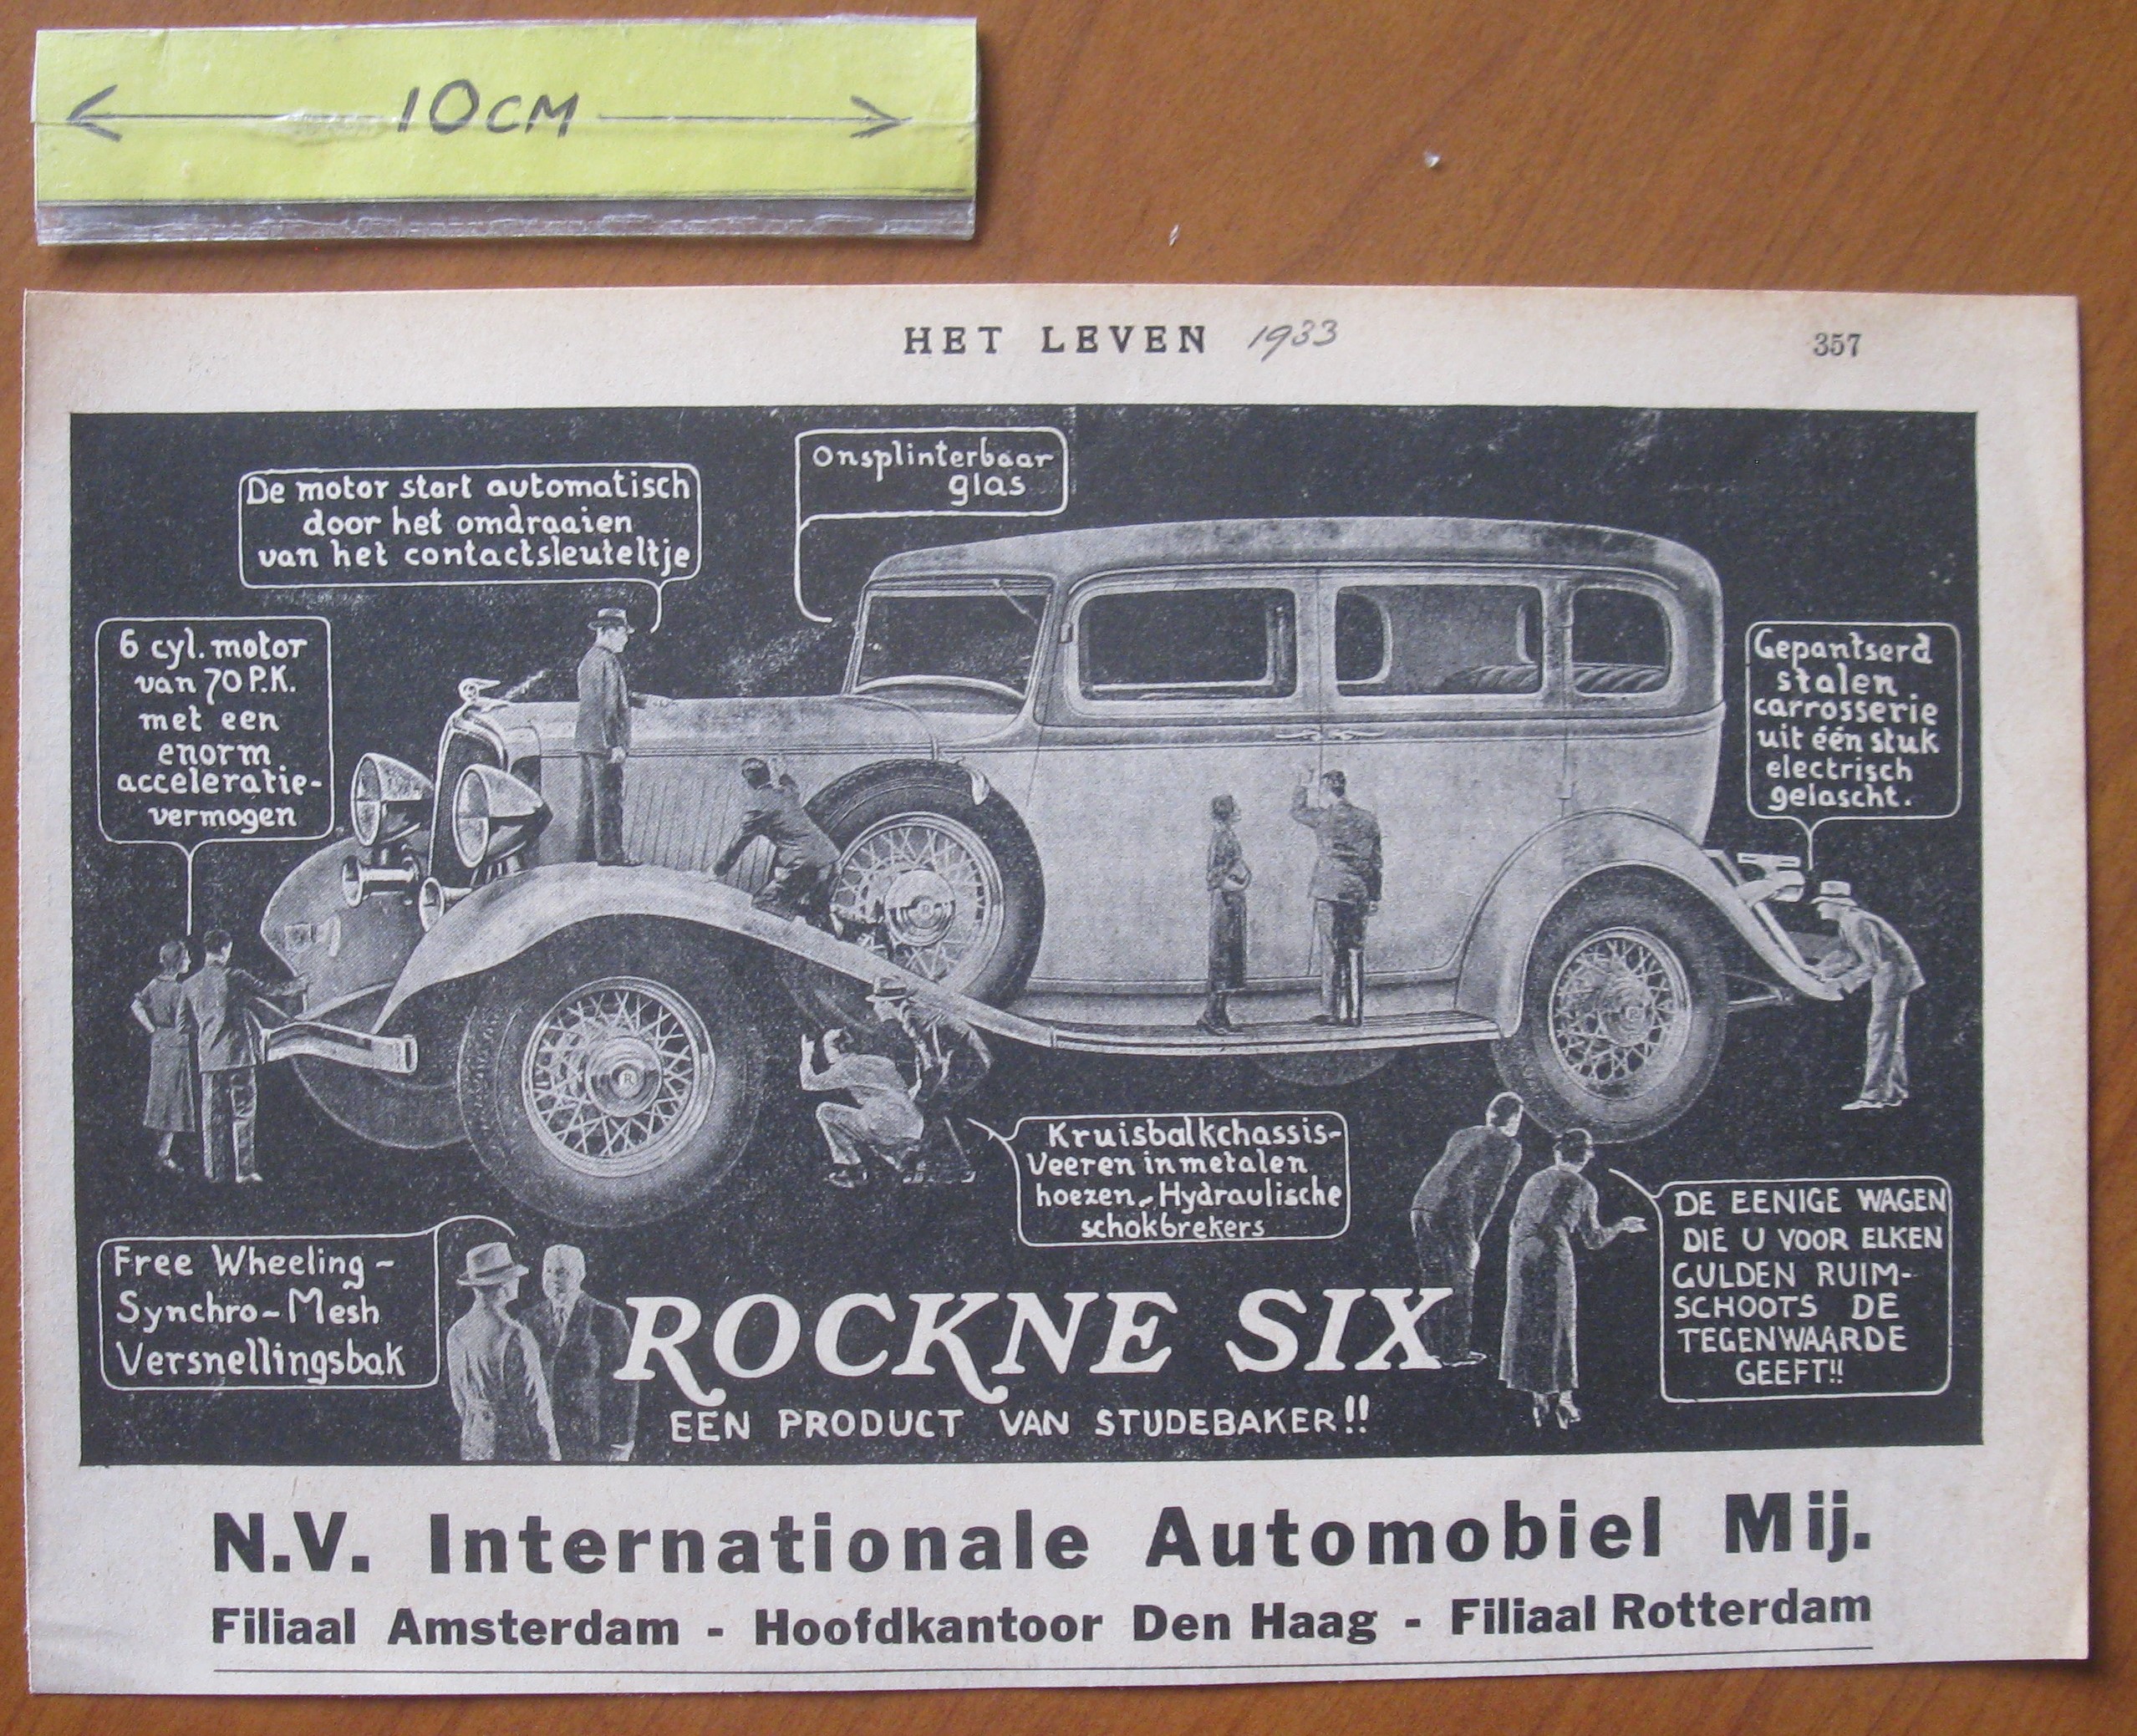 10CM
HET LEVEN 1933
357
Onsplinterbaar
glas
De motor start automatisch
door het omdraaien
van het contactsleuteltje
6 cyl. motor
van 70 P.K.
met een
enorm
acceleratie-
vermogen
Gepantserd
stalen
carrosserie
uit één stuk
electrisch
gelascht.
Kruisbalkchassis-
Veeren in metalen
hoezen,- Hydraulische
schokbrekers
DE EENIGE WAGEN
DIE U VOOR ELKEN
GULDEN RUIM-
SCHOOTS DE
TEGENWAARDE
GEEFT!!
Free Wheeling -
Synchro-Mesh
Versnellingsbak
ROCKNE SIX
EEN PRODUCT VAN STUDEBAKER!!
N.V. Internationale Automobiel Mij.
Filiaal Amsterdam - Hoofdkantoor Den Haag - Filiaal Rotterdam
R